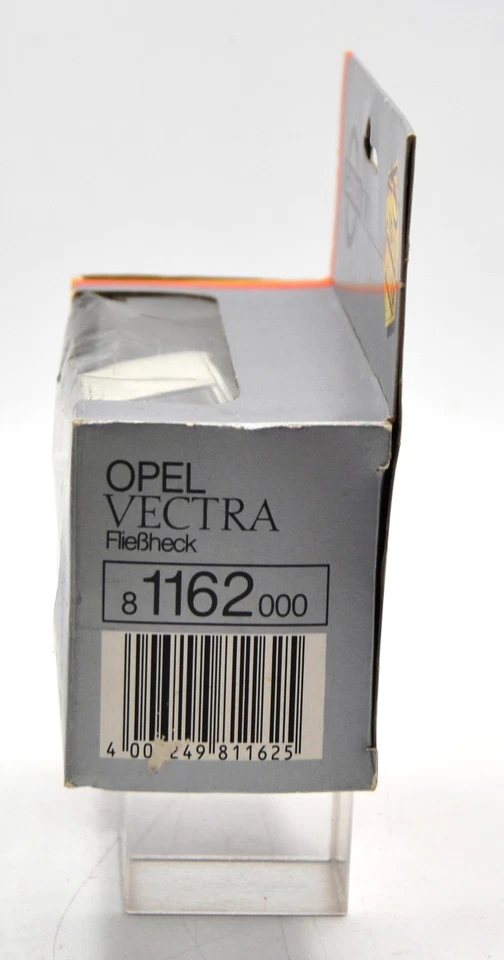 OPEL
VECTRA
Fließheck
8 1162 000
4 00 249 811625